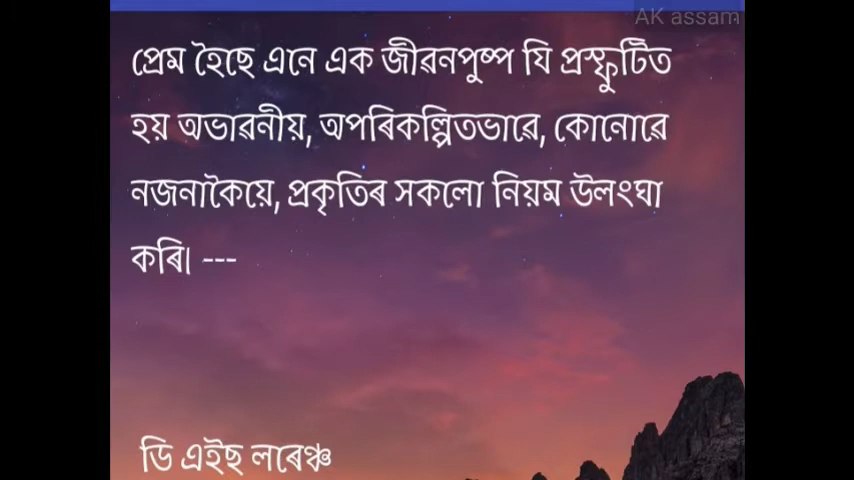 AK assam
প্ৰেম হৈছে এনে এক জীৱনপুষ্প যি প্ৰস্ফুটিত
হয় অভাৱনীয়, অপৰিকল্পিতভাৱে, কোনোৱে
নজনাকৈয়ে, প্ৰকৃতিৰ সকলো নিয়ম উলংঘা
কৰি। ---
ডি এইছ লৰেঞ্চ